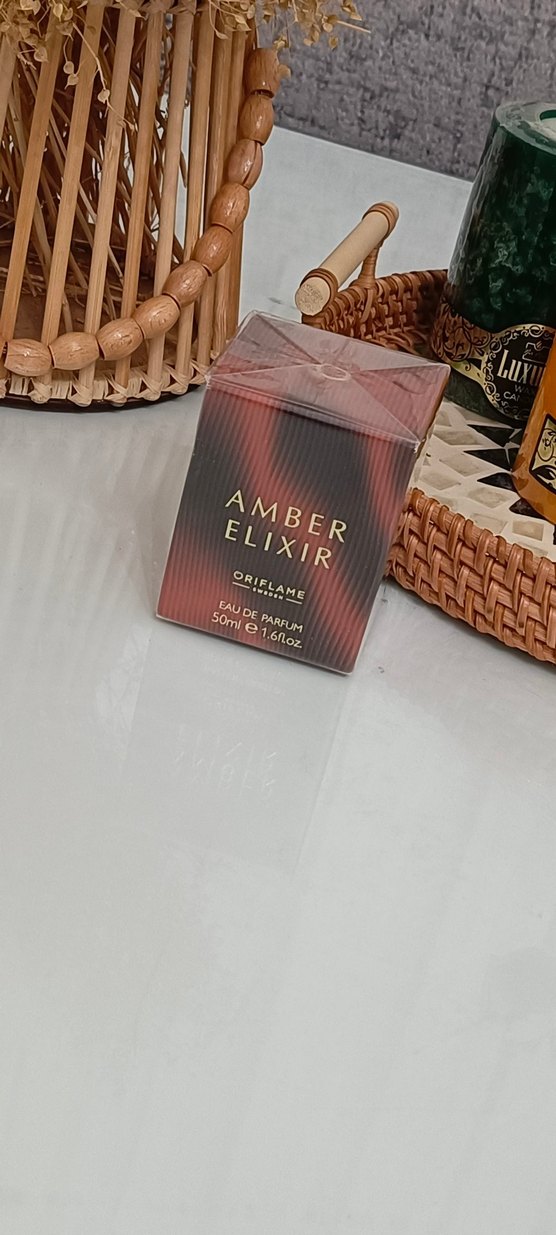 AMBER
ELIXIR
ORIFLAME
SWEDEN
EAU DE PARFUM
50ml e 1.6fl.oz.